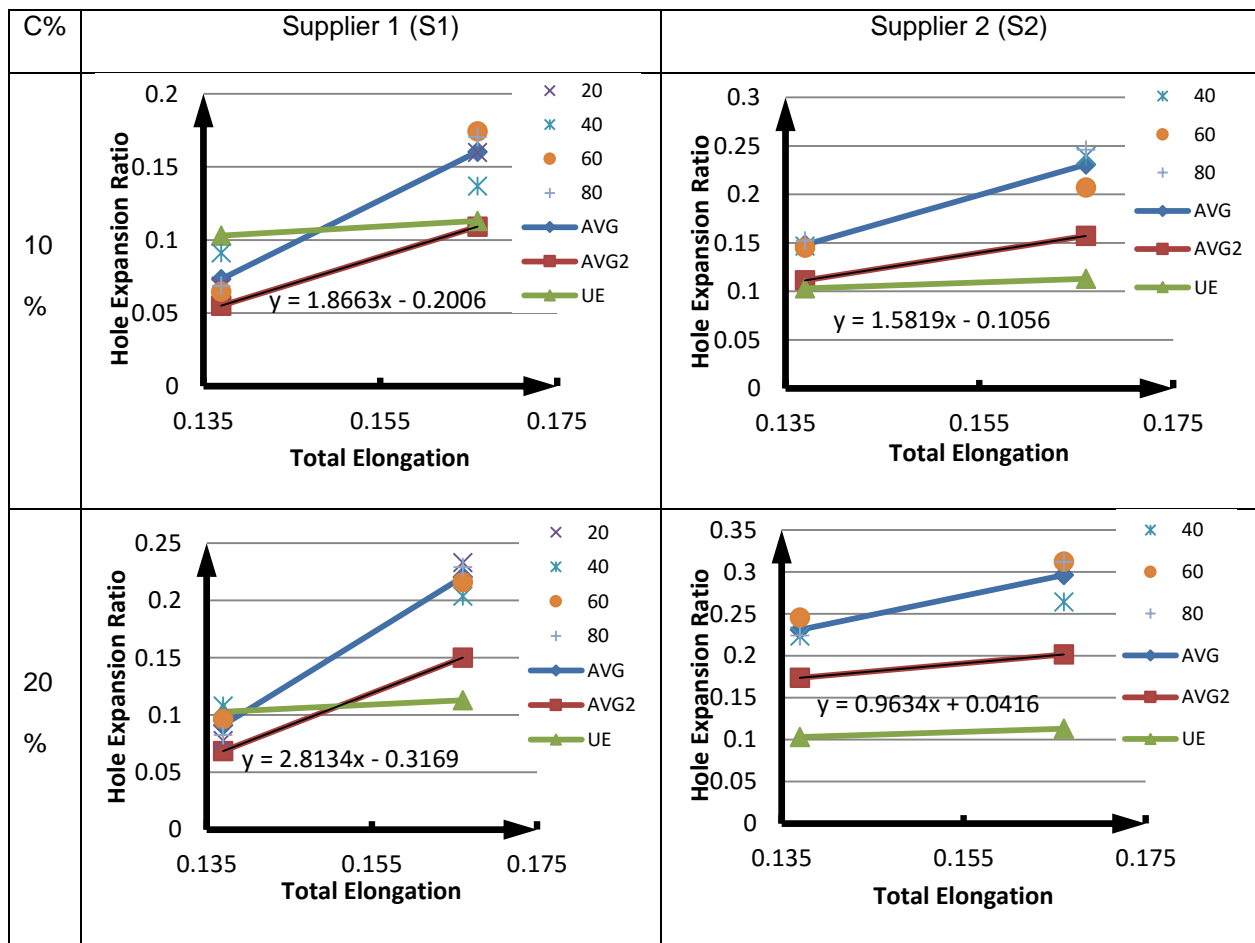 C%
Supplier 1 (S1)
Supplier 2 (S2)
10
%
Hole Expansion Ratio
0.2
0.15
0.1
0.05
0
0.135
0.155
0.175
Total Elongation
y = 1.8663x - 0.2006
20
40
60
80
AVG
AVG2
UE
Hole Expansion Ratio
0.3
0.25
0.2
0.15
0.1
0.05
0
0.135
0.155
0.175
Total Elongation
y = 1.5819x - 0.1056
40
60
80
AVG
AVG2
UE
20
%
Hole Expansion Ratio
0.25
0.2
0.15
0.1
0.05
0
0.135
0.155
0.175
Total Elongation
y = 2.8134x - 0.3169
20
40
60
80
AVG
AVG2
UE
Hole Expansion Ratio
0.35
0.3
0.25
0.2
0.15
0.1
0.05
0
0.135
0.155
0.175
Total Elongation
y = 0.9634x + 0.0416
40
60
80
AVG
AVG2
UE